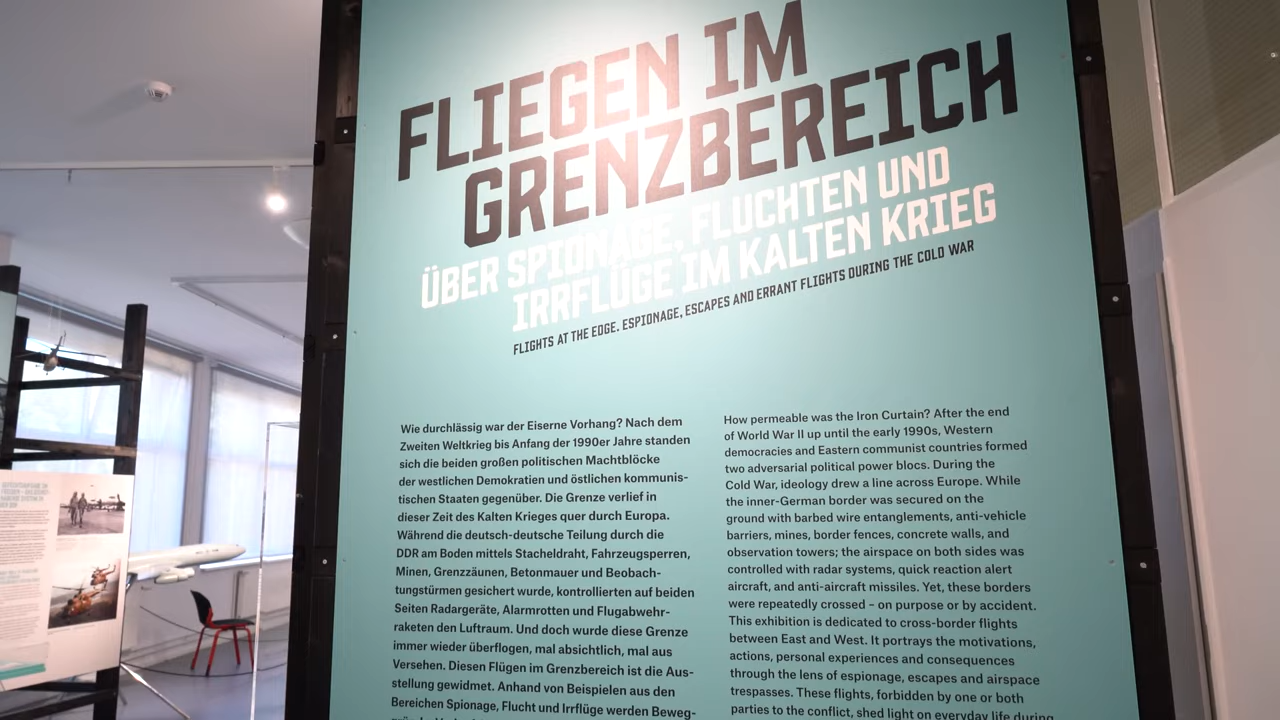 FLIEGEN IM
GRENZBEREICH
ÜBER SPIONAGE, FLUCHTEN UND
IRRFLÜGE IM KALTEN KRIEG
FLIGHTS AT THE EDGE. ESPIONAGE, ESCAPES AND ERRANT FLIGHTS DURING THE COLD WAR
Wie durchlässig war der Eiserne Vorhang? Nach dem
Zweiten Weltkrieg bis Anfang der 1990er Jahre standen
sich die beiden großen politischen Machtblöcke
der westlichen Demokratien und östlichen kommunis-
tischen Staaten gegenüber. Die Grenze verlief in
dieser Zeit des Kalten Krieges quer durch Europa.
Während die deutsch-deutsche Teilung durch die
DDR am Boden mittels Stacheldraht, Fahrzeugsperren,
Minen, Grenzzäunen, Betonmauer und Beobach-
tungstürmen gesichert wurde, kontrollierten auf beiden
Seiten Radargeräte, Alarmrotten und Flugabwehr-
raketen den Luftraum. Und doch wurde diese Grenze
immer wieder überflogen, mal absichtlich, mal aus
Versehen. Diesen Flügen im Grenzbereich ist die Aus-
stellung gewidmet. Anhand von Beispielen aus den
Bereichen Spionage, Flucht und Irrflüge werden Beweg-
How permeable was the Iron Curtain? After the end
of World War II up until the early 1990s, Western
democracies and Eastern communist countries formed
two adversarial political power blocs. During the
Cold War, ideology drew a line across Europe. While
the inner-German border was secured on the
ground with barbed wire entanglements, anti-vehicle
barriers, mines, border fences, concrete walls, and
observation towers; the airspace on both sides was
controlled with radar systems, quick reaction alert
aircraft, and anti-aircraft missiles. Yet, these borders
were repeatedly crossed – on purpose or by accident.
This exhibition is dedicated to cross-border flights
between East and West. It portrays the motivations,
actions, personal experiences and consequences
through the lens of espionage, escapes and airspace
trespasses. These flights, forbidden by one or both
parties to the conflict, shed light on everyday life during